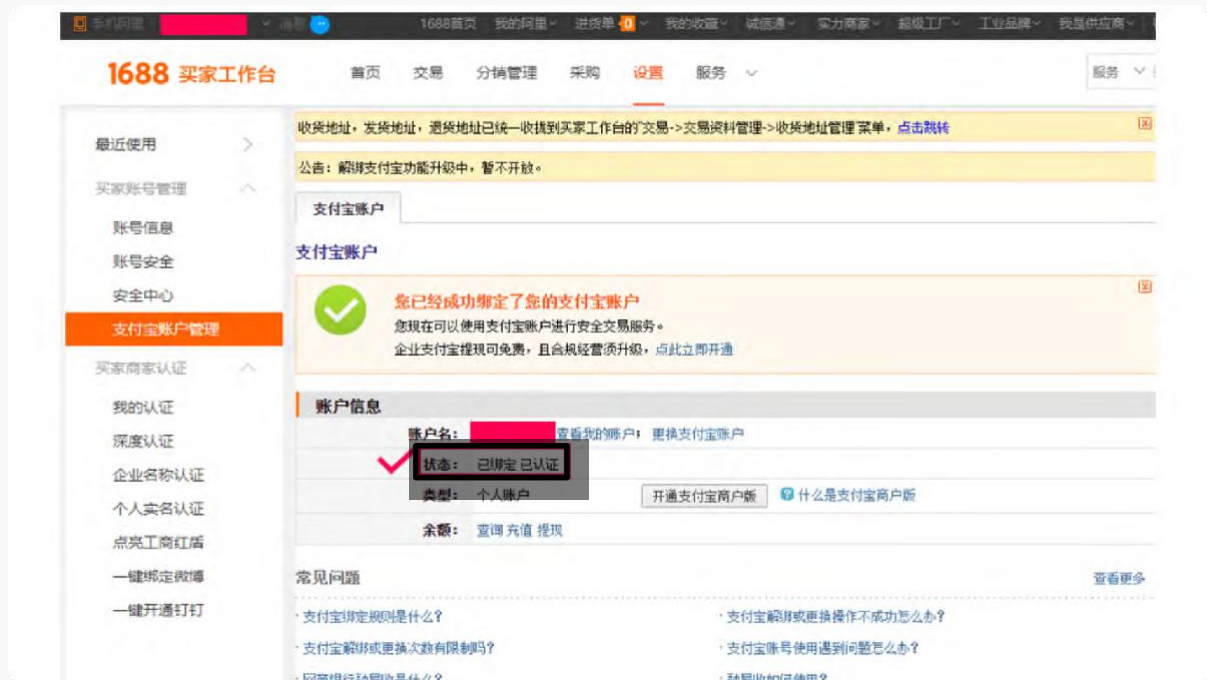 1688首页 我的阿里 进货单 0 我的收藏 诚信通 实力商家 超级工厂 工业品牌 我是供应商
1688 买家工作台 首页 交易 分销管理 采购 设置 服务 服务
收货地址，发货地址，退货地址已统一收拢到买家工作台的"交易->交易资料管理->收货地址管理"菜单，点击跳转
最近使用
公告：解绑支付宝功能升级中，暂不开放。
买家账号管理
支付宝账户
账号信息
支付宝账户
账号安全
安全中心
您已经成功绑定了您的支付宝账户
支付宝账户管理
您现在可以使用支付宝账户进行安全交易服务。
企业支付宝提现可免费，且合规经营须升级，点此立即开通
买家商家认证
我的认证
账户信息
账户名： 查看我的账户； 更换支付宝账户
深度认证
状态： 已绑定 已认证
企业名称认证
类型： 个人账户 开通支付宝商户版 什么是支付宝商户版
个人实名认证
余额： 查询 充值 提现
点亮工商红盾
一键绑定微博
常见问题 查看更多
一键开通钉钉
·支付宝绑定规则是什么？ ·支付宝解绑或更换操作不成功怎么办？
·支付宝解绑或更换次数有限制吗？ ·支付宝账号使用遇到问题怎么办？